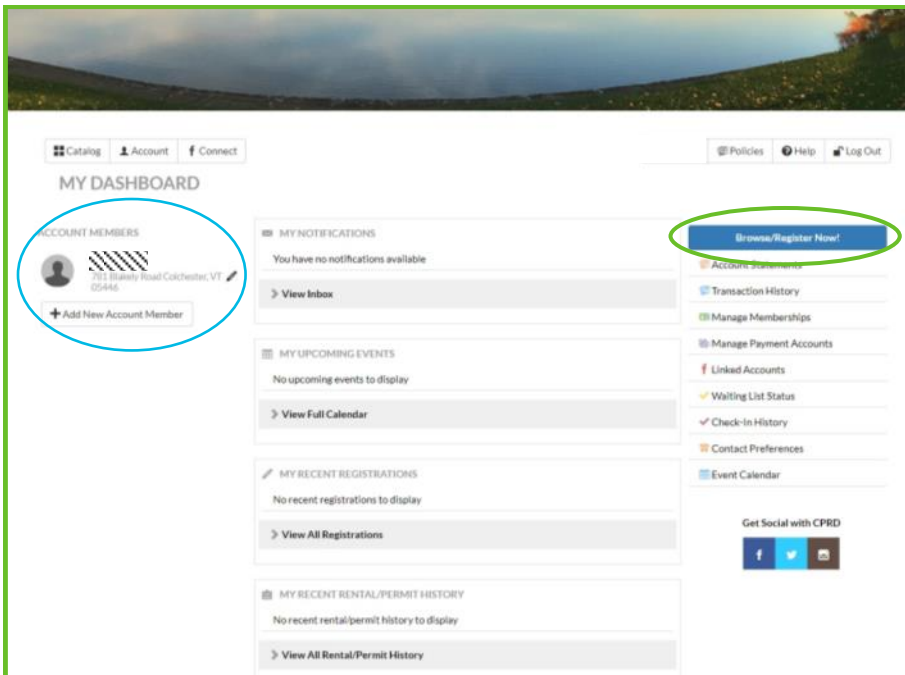 Catalog Account Connect
Policies Help Log Out
MY DASHBOARD
ACCOUNT MEMBERS
781 Blakely Road Colchester, VT
05446
Add New Account Member
MY NOTIFICATIONS
You have no notifications available
View Inbox
MY UPCOMING EVENTS
No upcoming events to display
View Full Calendar
MY RECENT REGISTRATIONS
No recent registrations to display
View All Registrations
MY RECENT RENTAL/PERMIT HISTORY
No recent rental/permit history to display
View All Rental/Permit History
Browse/Register Now!
Account Statements
Transaction History
Manage Memberships
Manage Payment Accounts
Linked Accounts
Waiting List Status
Check-In History
Contact Preferences
Event Calendar
Get Social with CPRD